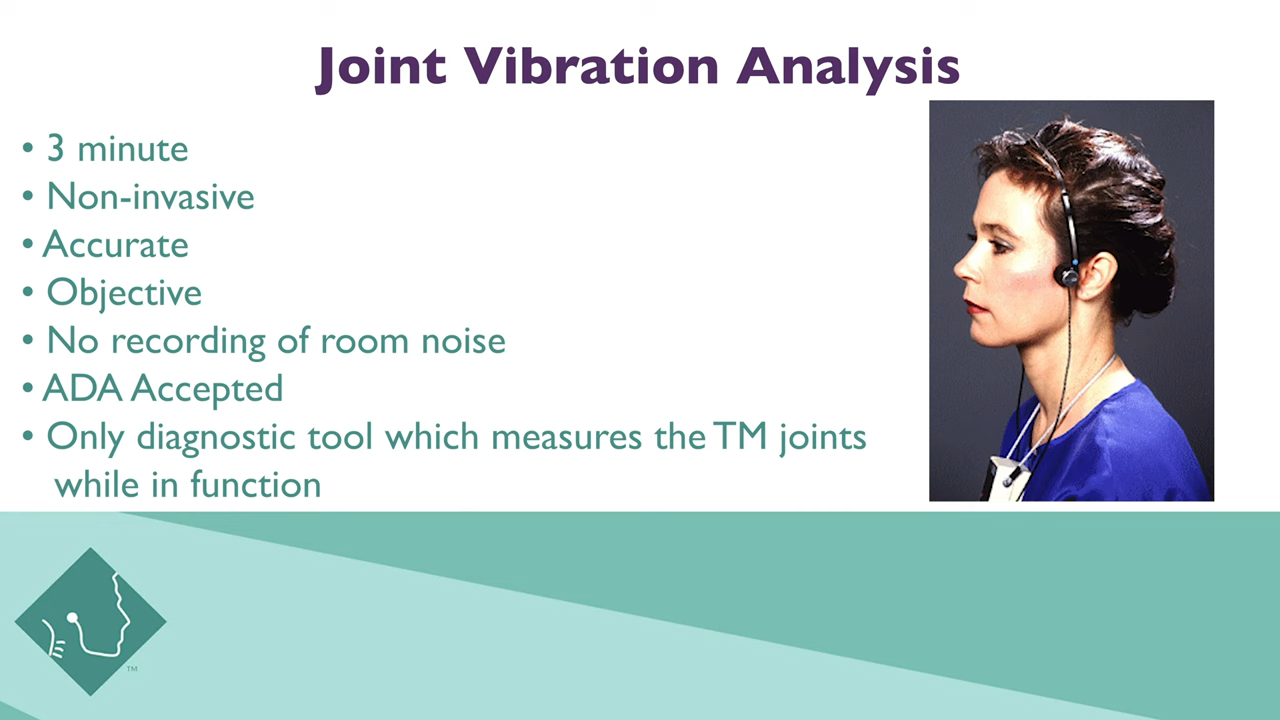 Joint Vibration Analysis
• 3 minute
• Non-invasive
• Accurate
• Objective
• No recording of room noise
• ADA Accepted
• Only diagnostic tool which measures the TM joints
while in function
TM